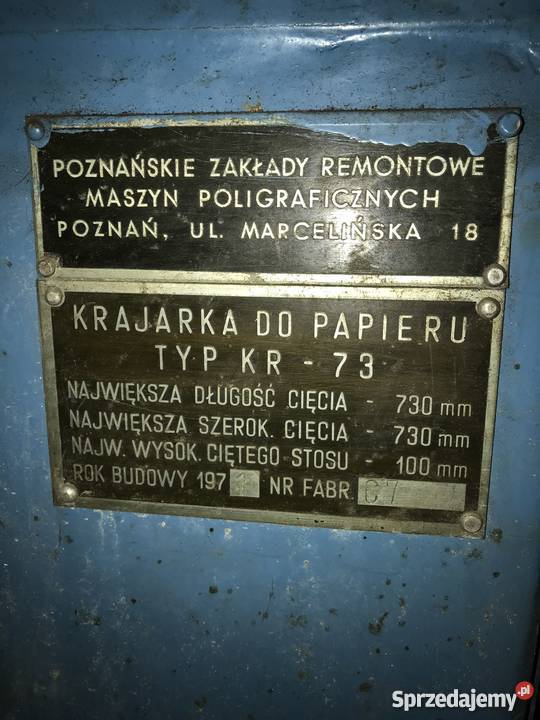 POZNAŃSKIE ZAKŁADY REMONTOWE
MASZYN POLIGRAFICZNYCH
POZNAŃ, UL. MARCELIŃSKA 18
KRAJARKA DO PAPIERU
TYP KR - 73
NAJWIĘKSZA DŁUGOŚĆ CIĘCIA - 730 mm
NAJWIĘKSZA SZEROK. CIĘCIA - 730 mm
NAJW. WYSOK. CIĘTEGO STOSU - 100 mm
ROK BUDOWY 197 NR FABR.
Sprzedajemy.pl